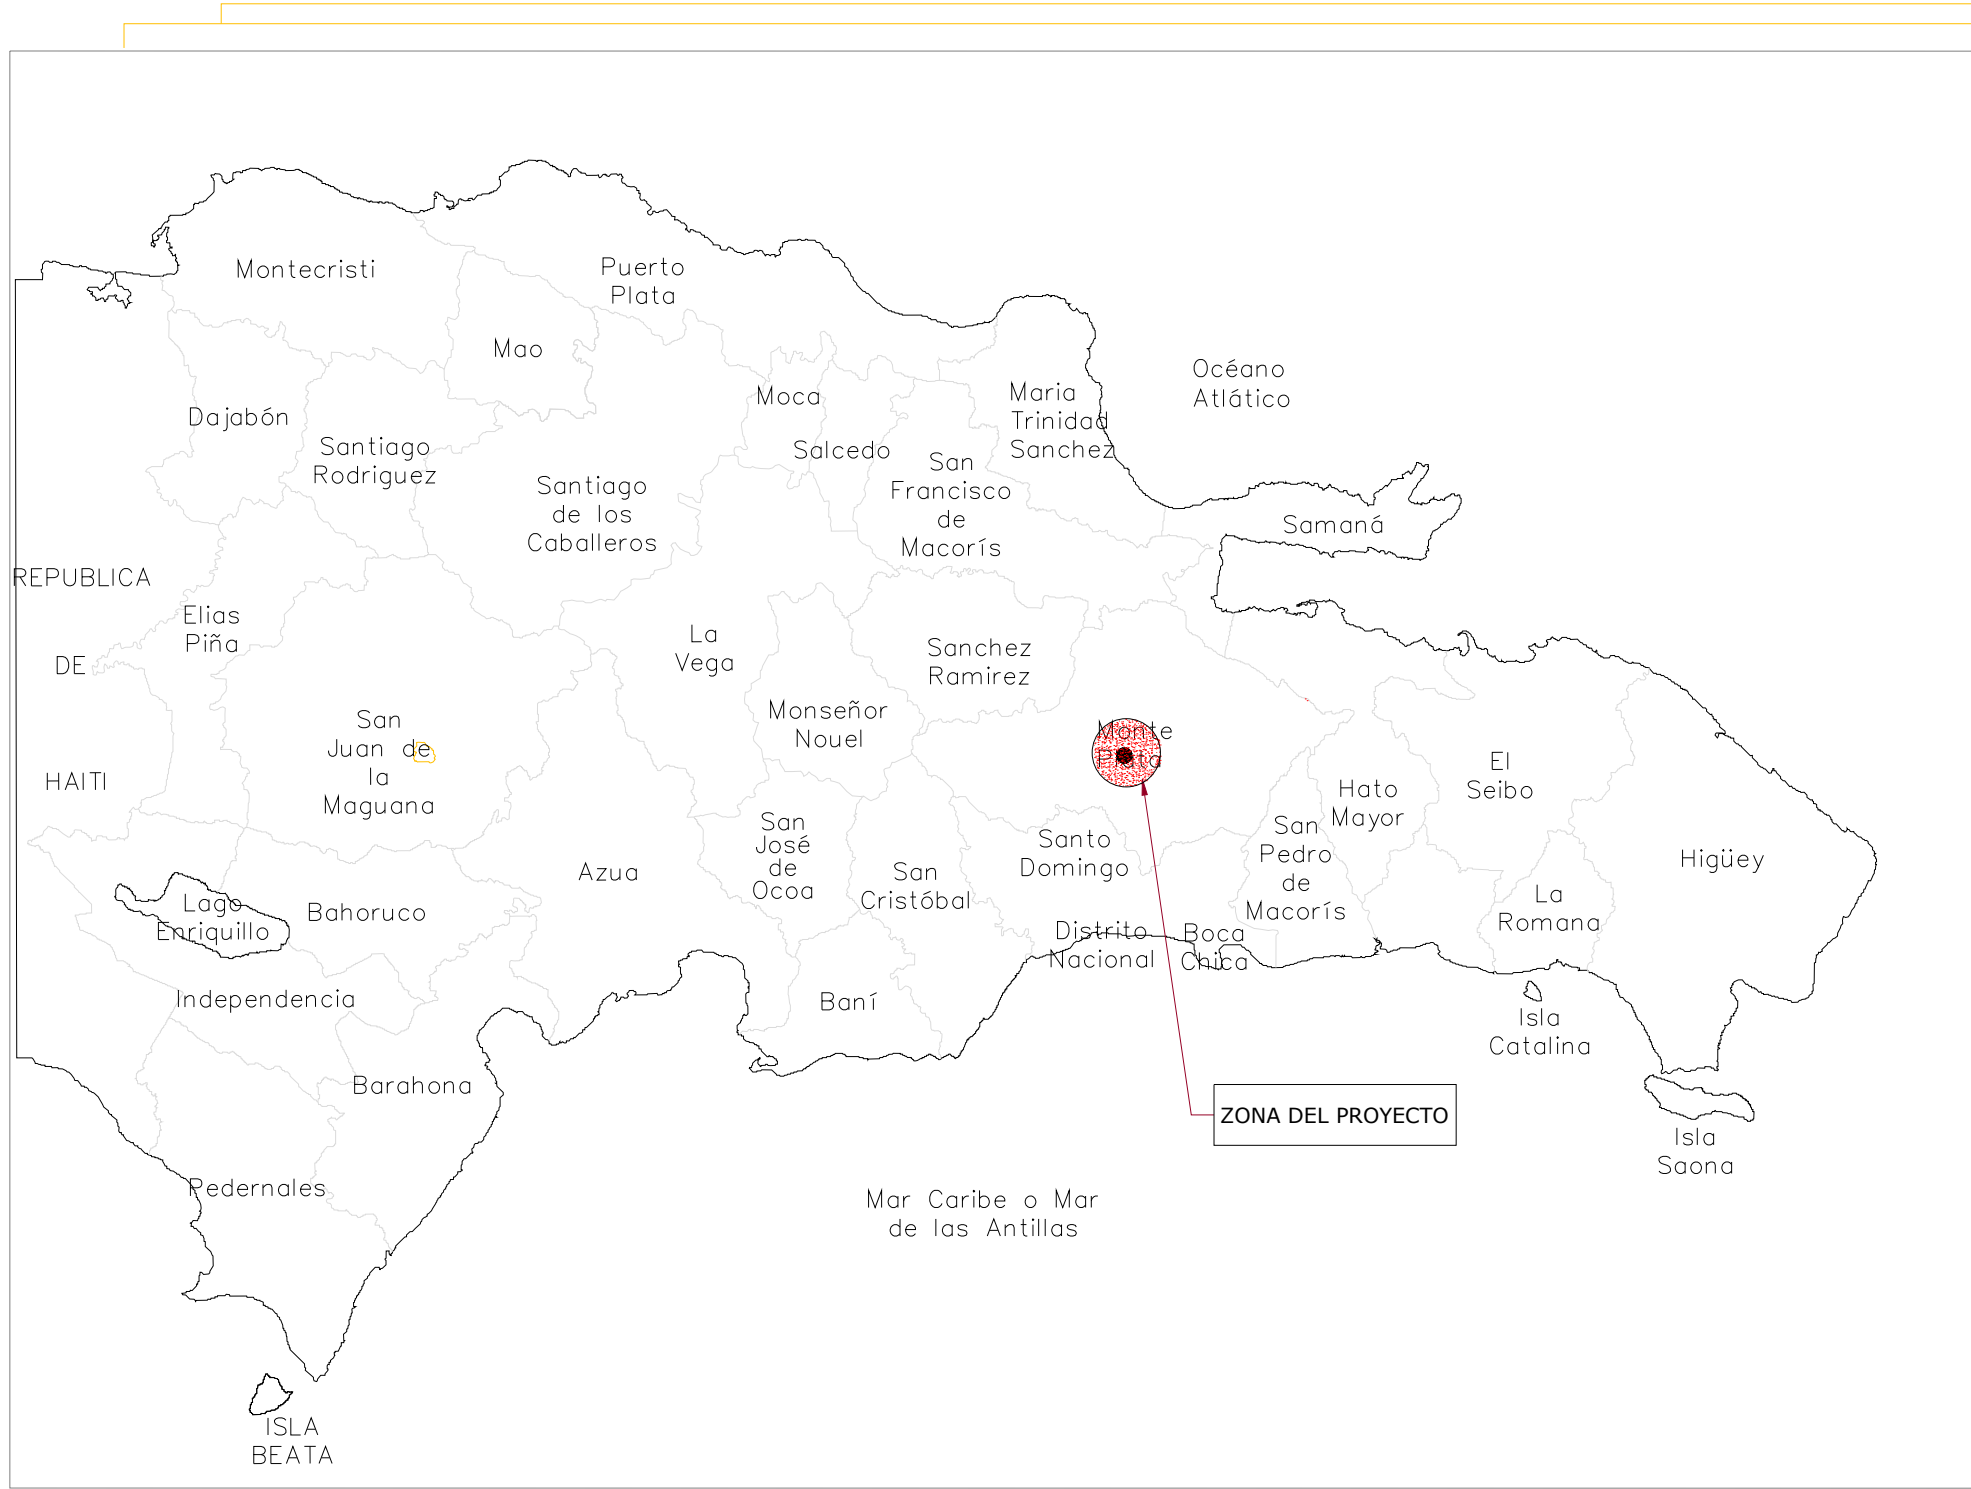 Montecristi
Puerto
Plata
Mao
Océano
Atlático
Maria
Trinidad
Sanchez
Moca
Dajabón
Santiago
Rodriguez
Salcedo
San
Francisco
de
Macorís
Santiago
de los
Caballeros
Samaná
REPUBLICA
DE
HAITI
Elias
Piña
La
Vega
Sanchez
Ramirez
Monseñor
Nouel
San
Juan de
la
Maguana
Monte
Plata
El
Seibo
Hato
Mayor
San
Pedro
de
Macorís
Santo
Domingo
San
José
de
Ocoa
Azua
San
Cristóbal
Higüey
La
Romana
Lago
Enriquillo
Bahoruco
Distrito
Nacional
Boca
Chica
Independencia
Baní
Isla
Catalina
Barahona
ZONA DEL PROYECTO
Isla
Saona
Pedernales
Mar Caribe o Mar
de las Antillas
ISLA
BEATA